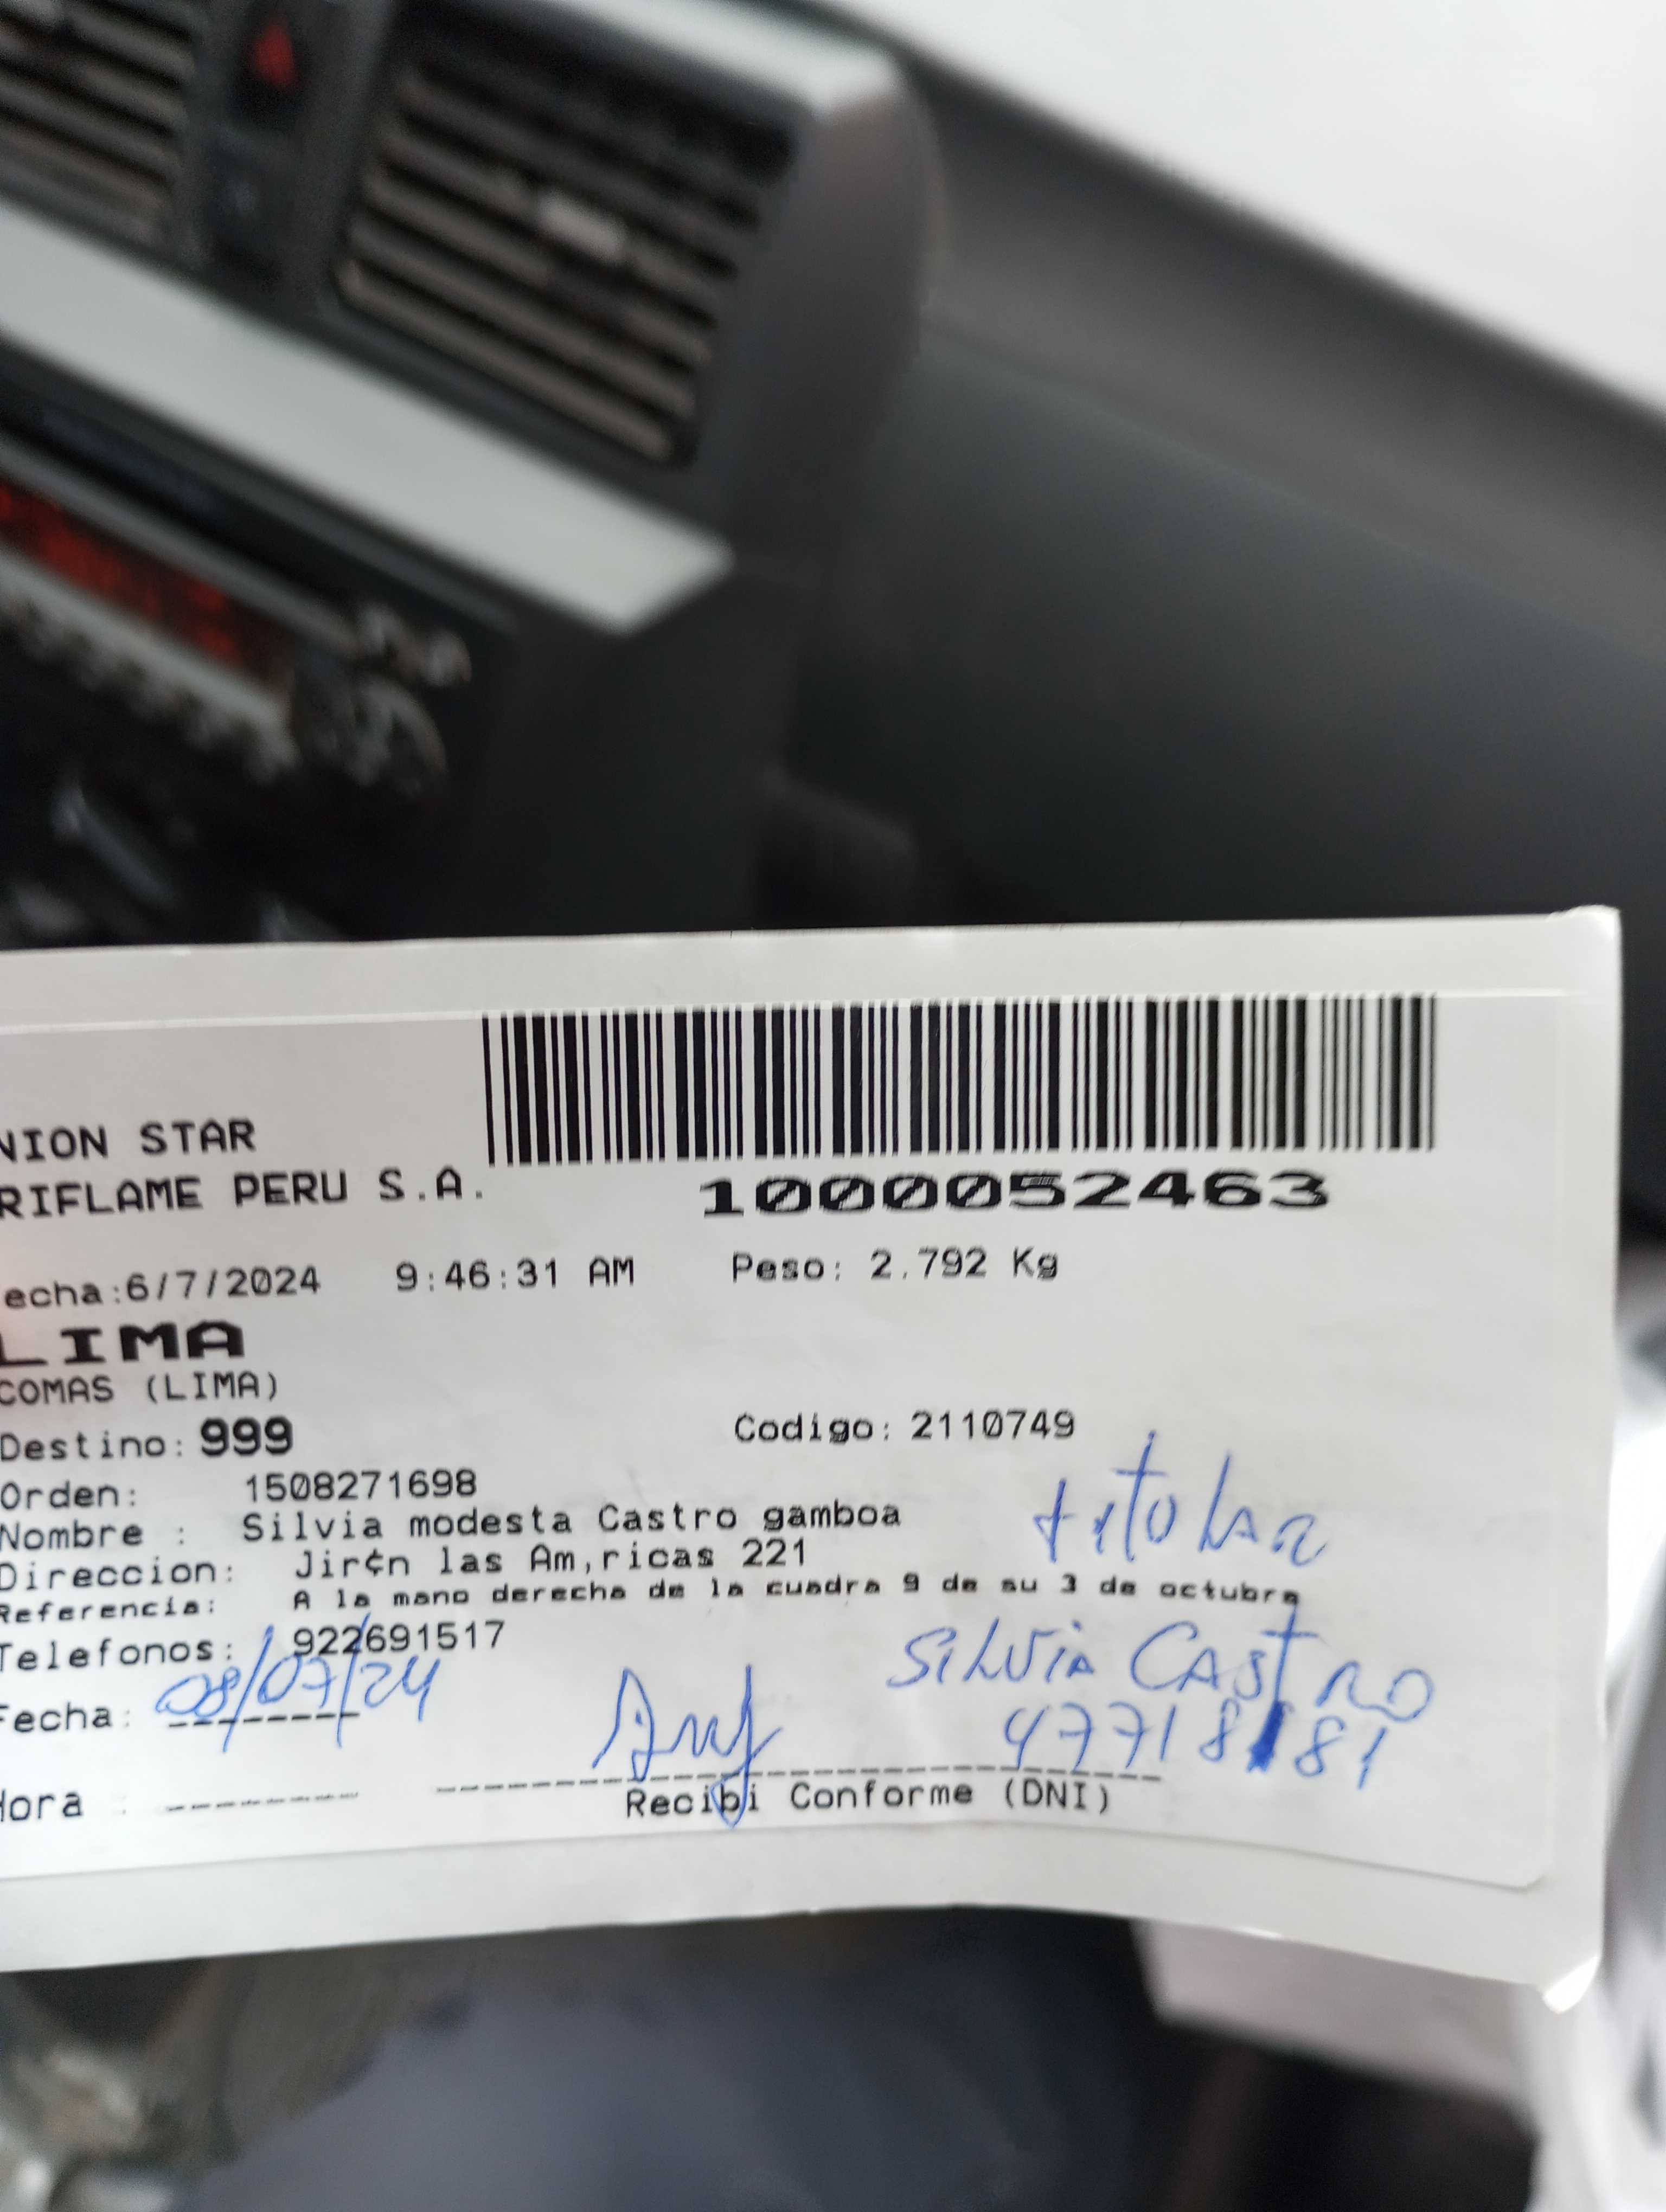 NION STAR
RIFLAME PERU S.A.
1000052463
echa:6/7/2024 9:46:31 AM Peso: 2.792 Kg
LIMA
COMAS (LIMA)
Destino: 999 Codigo: 2110749
Orden: 1508271698
Nombre : Silvia modesta Castro gamboa
titular
Direccion: Jir¢n las Am,ricas 221
Referencia: A la mano derecha de la cuadra 9 de su 3 de octubre
Telefonos: 922691517
Silvia CASTRO
Fecha: 08/07/24
47718181
Hora :
Recibi Conforme (DNI)